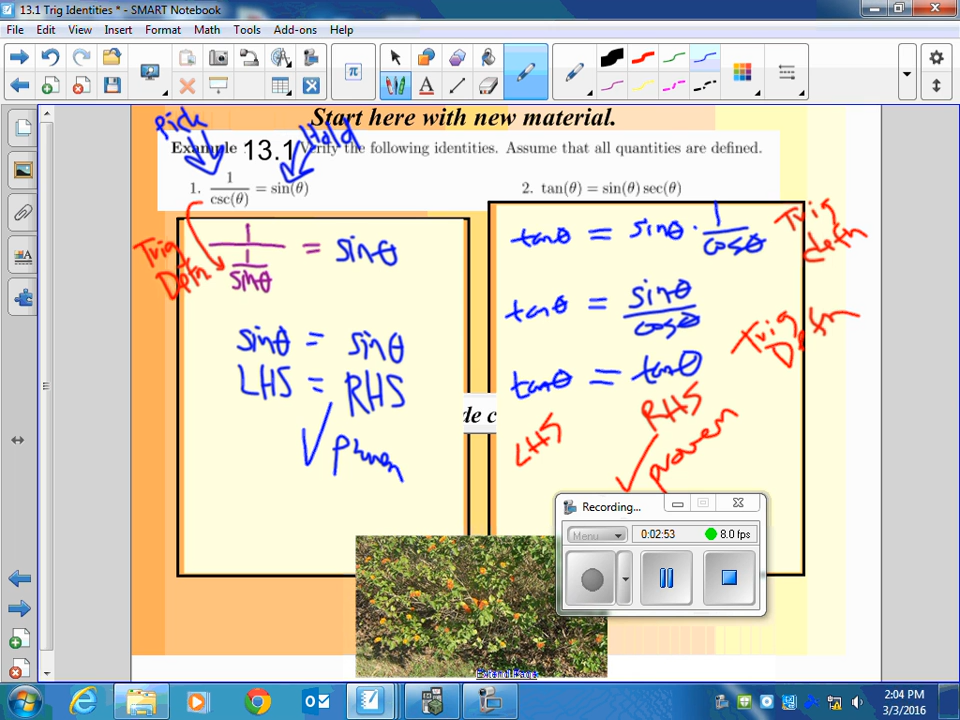 13.1 Trig Identities * - SMART Notebook
File Edit View Insert Format Math Tools Add-ons Help
π
A
Start here with new material.
Pick
Hold
Example 13.1 Verify the following identities. Assume that all quantities are defined.
1. 1/csc(θ) = sin(θ)
2. tan(θ) = sin(θ) sec(θ)
Trig Defn
1/(1/sinθ) = sinθ
sinθ = sinθ
LHS = RHS
✓ proven
tanθ = sinθ · 1/cosθ
Trig defn
tanθ = sinθ/cosθ
Trig Defn
tanθ = tanθ
LHS RHS
✓ proven
de c
Recording...
Menu 0:02:53 8.0 fps
2:04 PM
3/3/2016